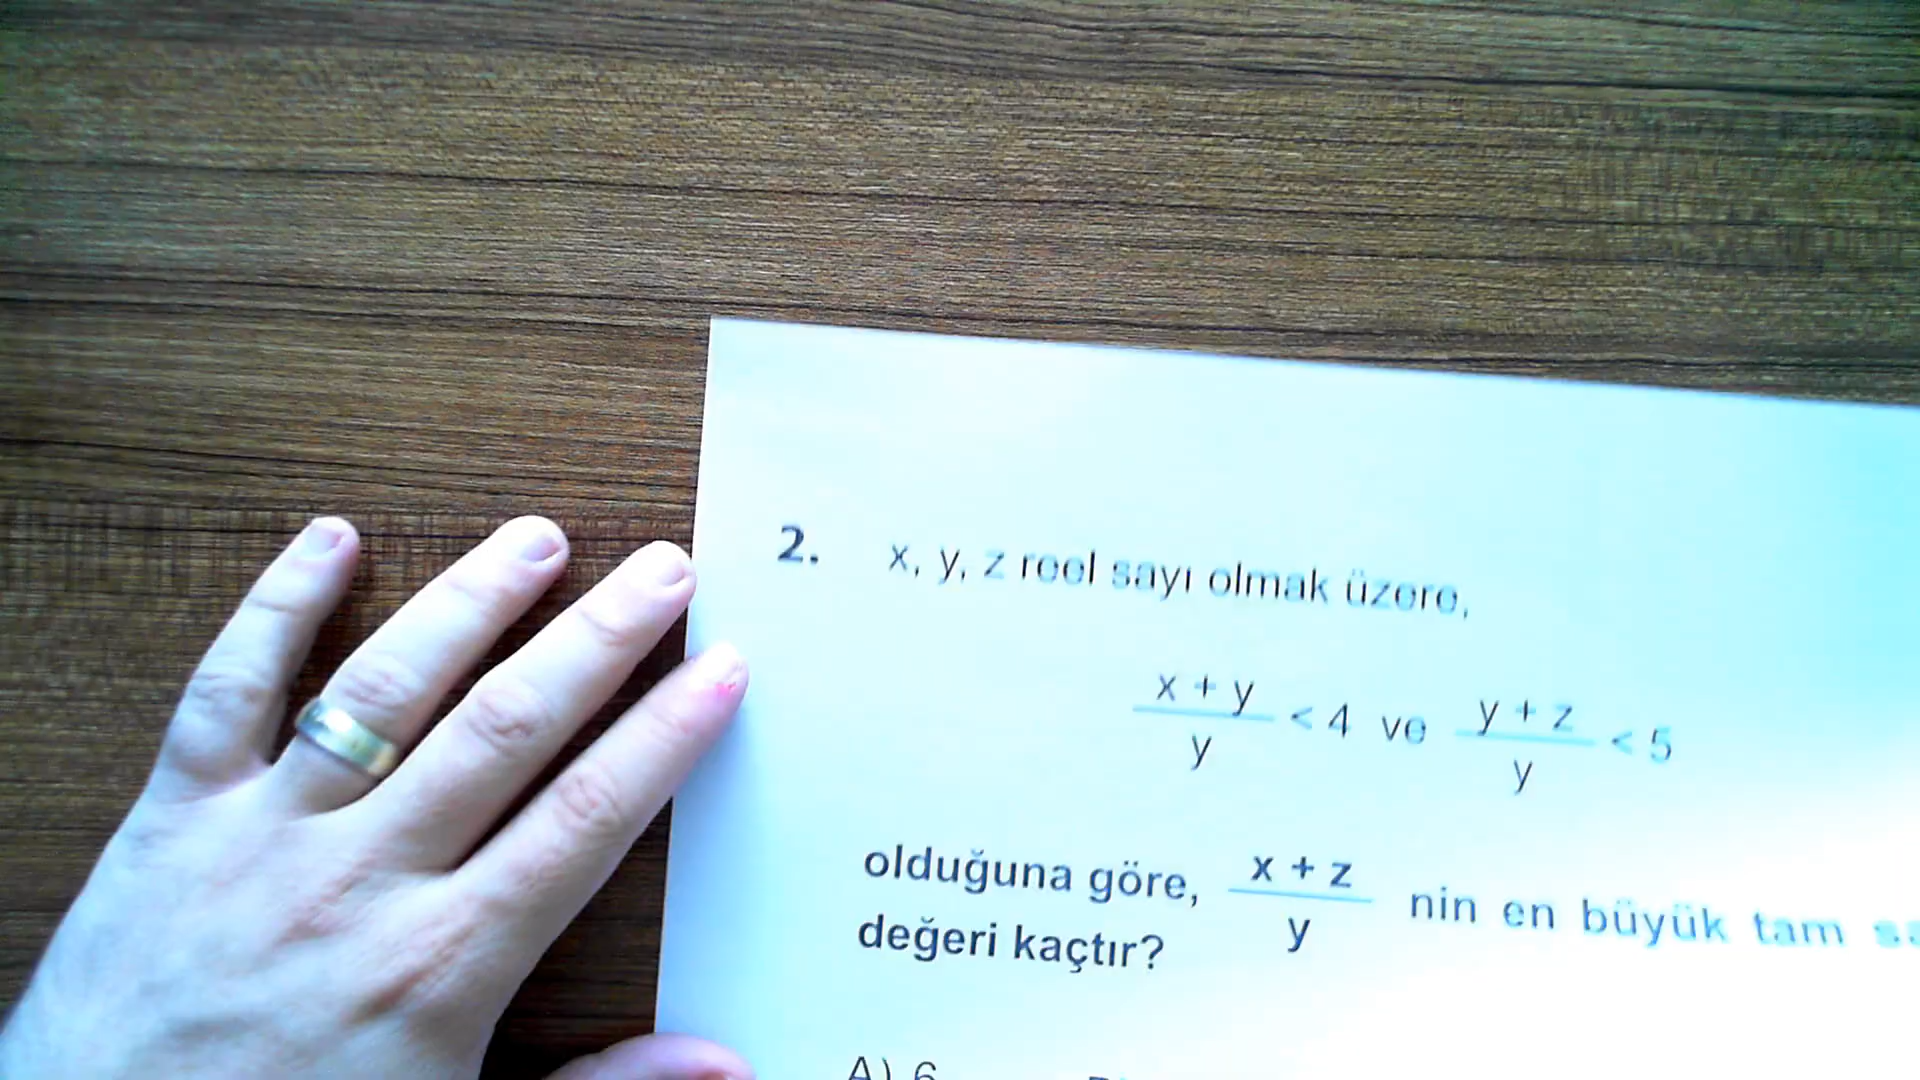 2. x, y, z reel sayı olmak üzere,
x + y / y < 4 ve y + z / y < 5
olduğuna göre, x + z / y nin en büyük tam
değeri kaçtır?
A) 6